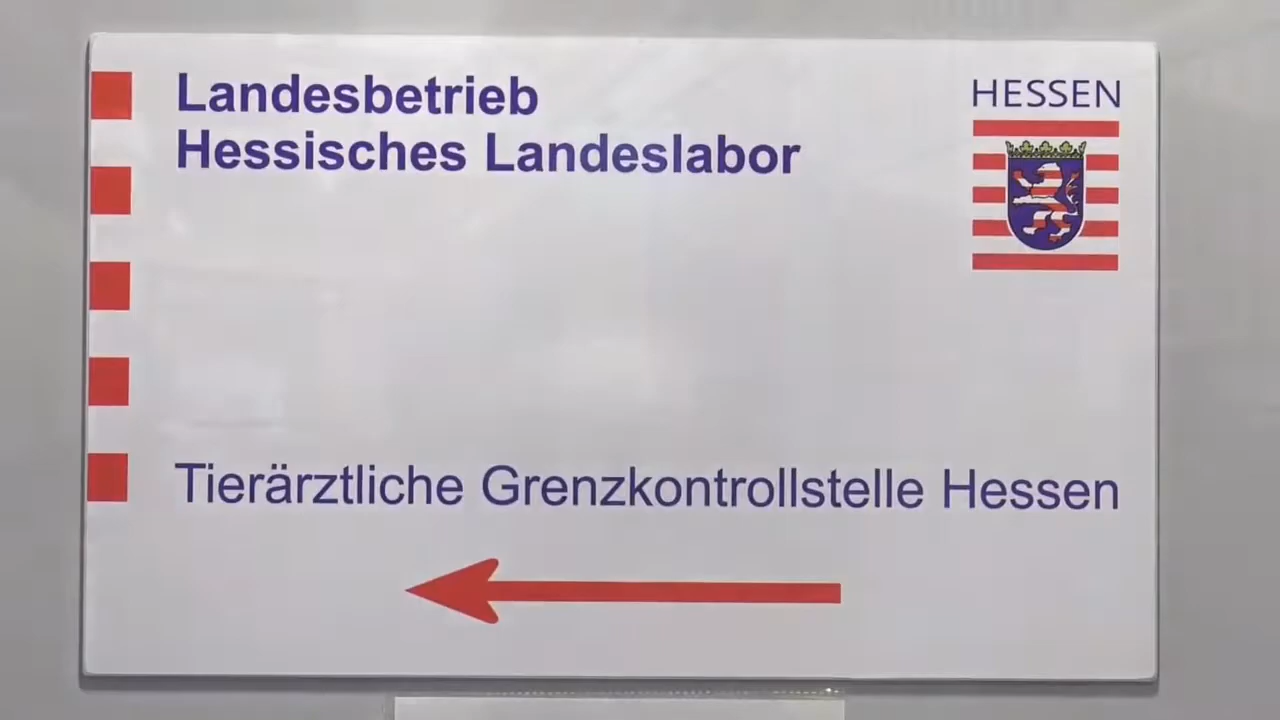 Landesbetrieb
Hessisches Landeslabor
HESSEN
Tierärztliche Grenzkontrollstelle Hessen